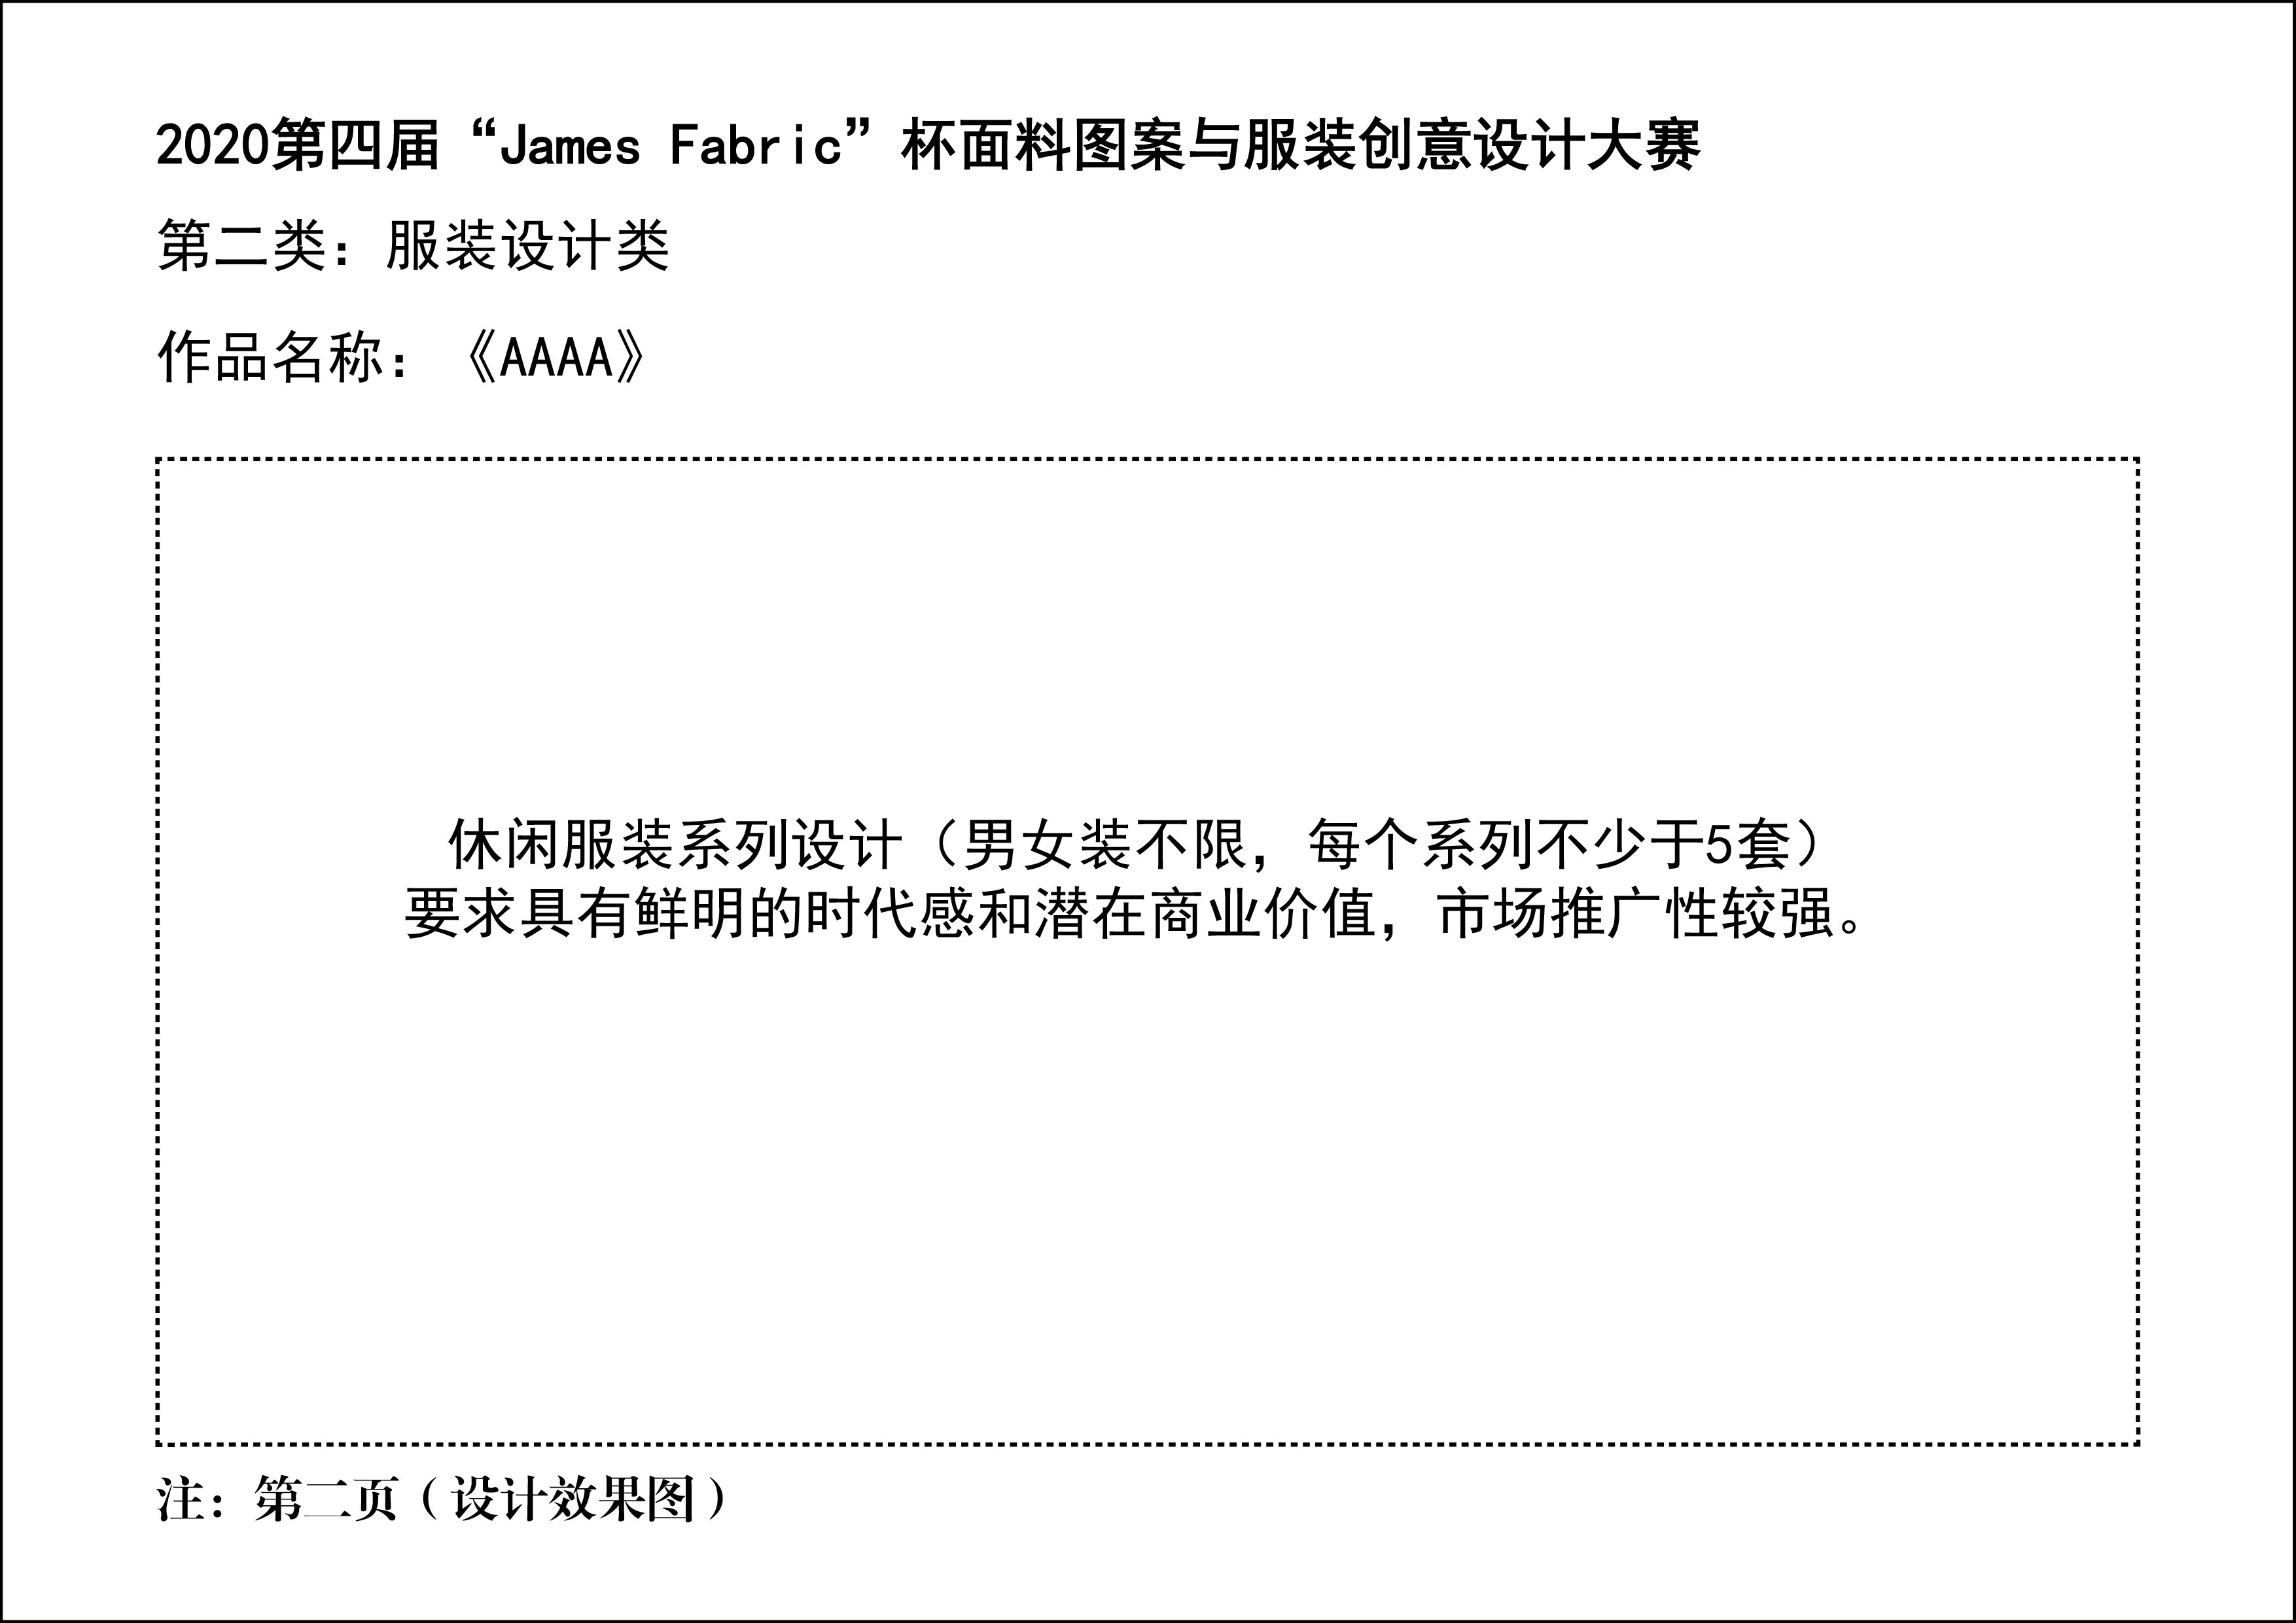 2020第四届“James Fabric”杯面料图案与服装创意设计大赛
第二类：服装设计类
作品名称：《AAAA》
休闲服装系列设计（男女装不限，每个系列不少于5套）
要求具有鲜明的时代感和潜在商业价值，市场推广性较强。
注：第二页（设计效果图）